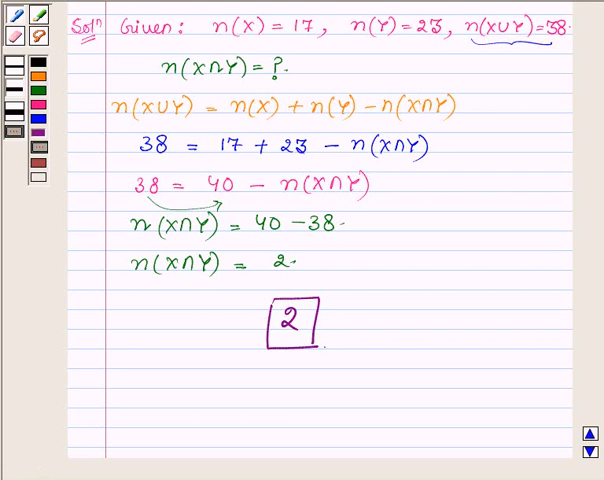 Solⁿ Given: n(X) = 17, n(Y) = 23, n(X∪Y) = 38.
n(X∩Y) = ?.
n(X∪Y) = n(X) + n(Y) - n(X∩Y)
38 = 17 + 23 - n(X∩Y)
38 = 40 - n(X∩Y)
n(X∩Y) = 40 - 38.
n(X∩Y) = 2.
2